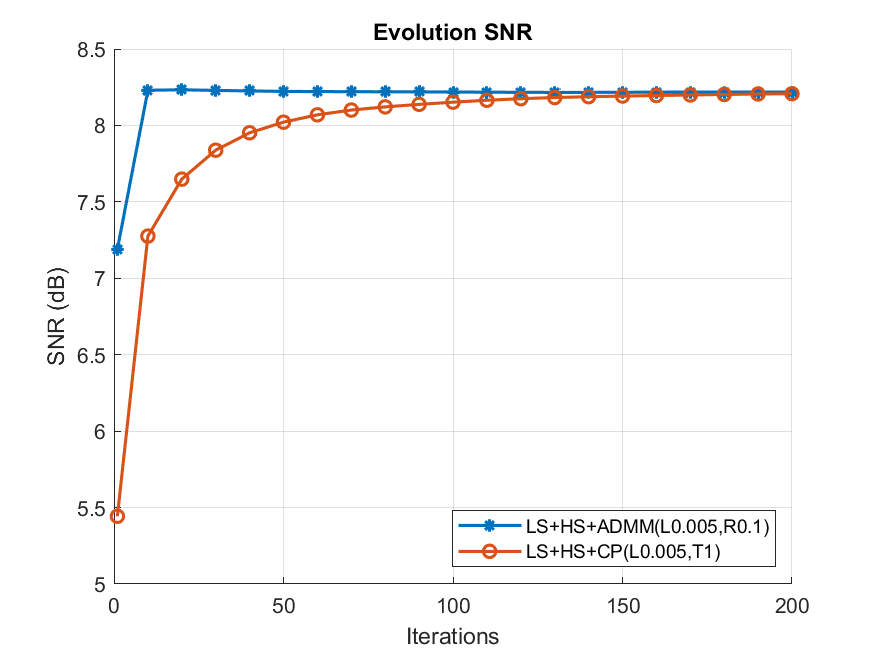 Evolution SNR
8.5
8
7.5
7
6.5
6
5.5
5
SNR (dB)
LS+HS+ADMM(L0.005,R0.1)
LS+HS+CP(L0.005,T1)
0
50
100
150
200
Iterations